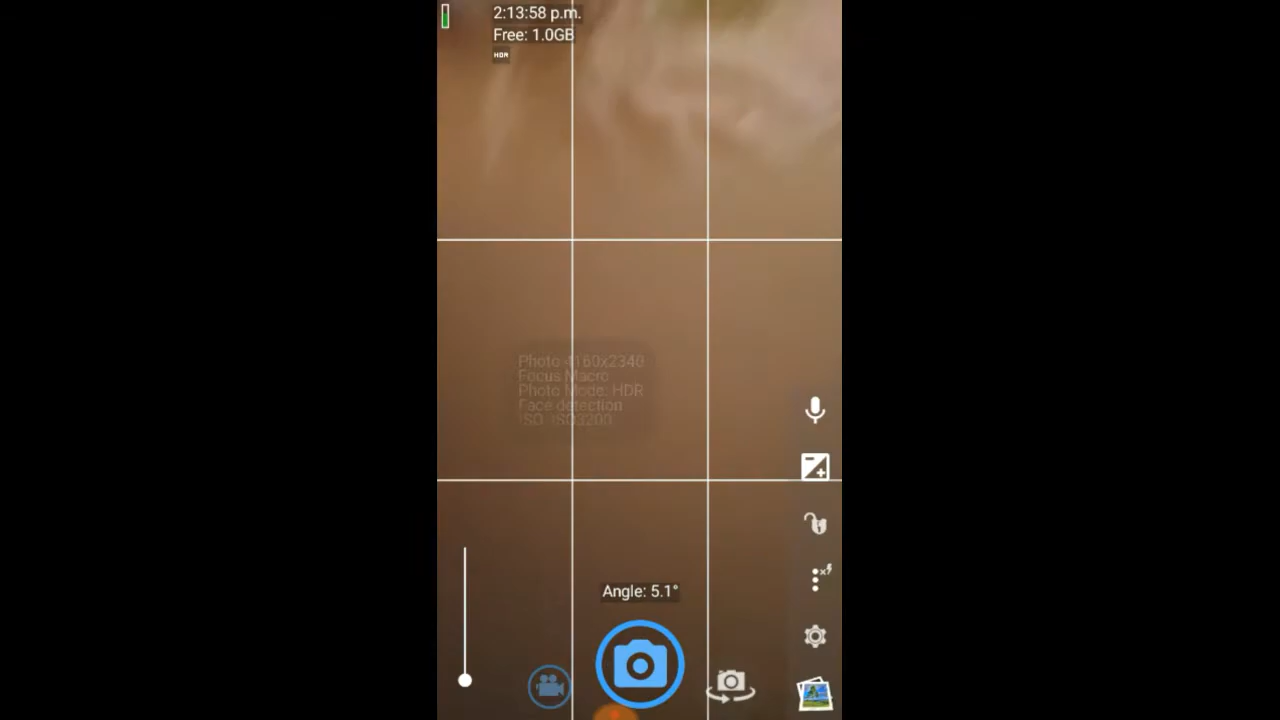 2:13:58 p.m.
Free: 1.0GB
HDR
Photo 4160x2340
Focus Macro
Photo Mode: HDR
Face detection
ISO: ISO3200
Angle: 5.1°